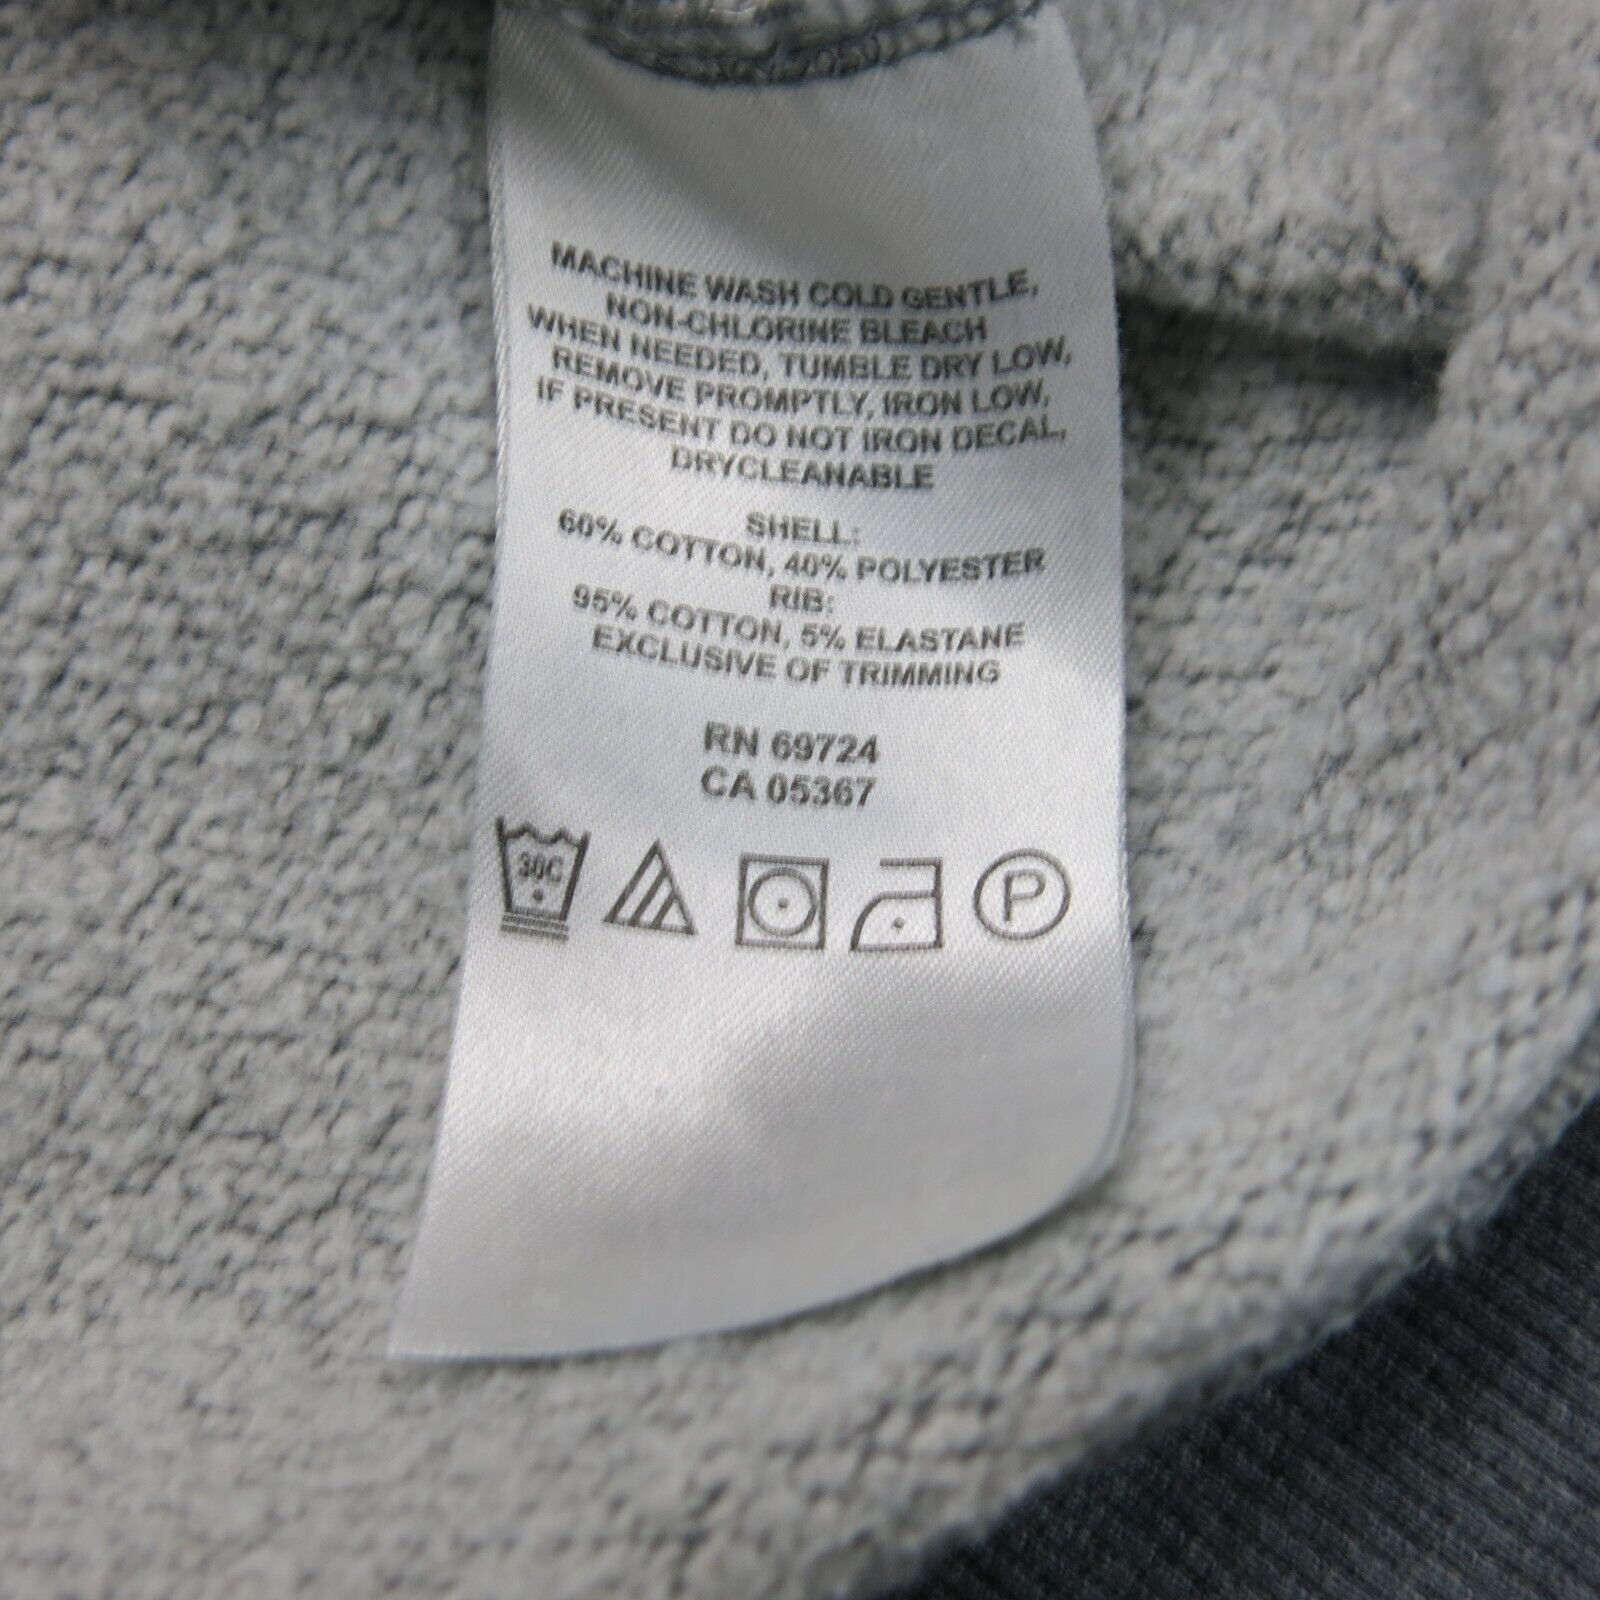 MACHINE WASH COLD GENTLE,
NON-CHLORINE BLEACH
WHEN NEEDED, TUMBLE DRY LOW,
REMOVE PROMPTLY, IRON LOW,
IF PRESENT DO NOT IRON DECAL,
DRYCLEANABLE
SHELL:
60% COTTON, 40% POLYESTER
RIB:
95% COTTON, 5% ELASTANE
EXCLUSIVE OF TRIMMING
RN 69724
CA 05367
30C P